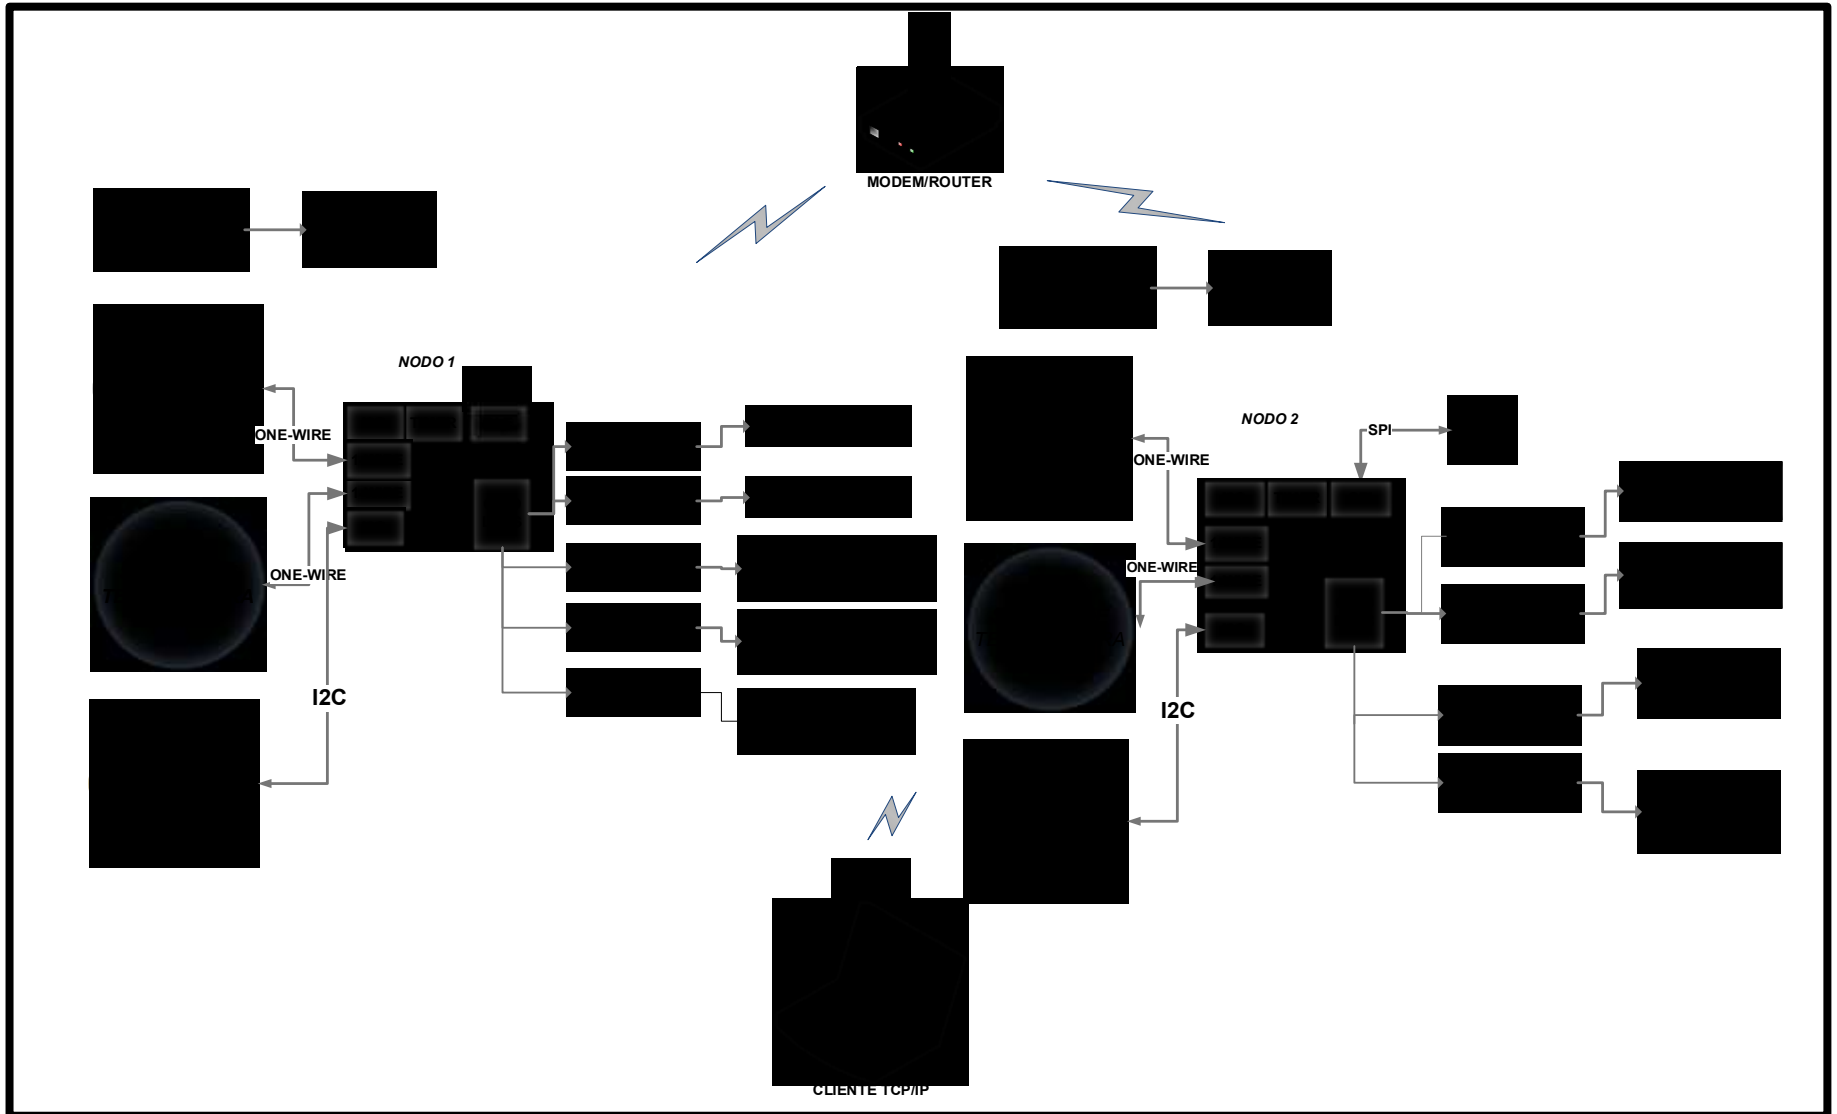 MODEM/ROUTER
NODO 1
ONE-WIRE
ONE-WIRE
I2C
NODO 2
SPI
ONE-WIRE
ONE-WIRE
I2C
CLIENTE TCP/IP